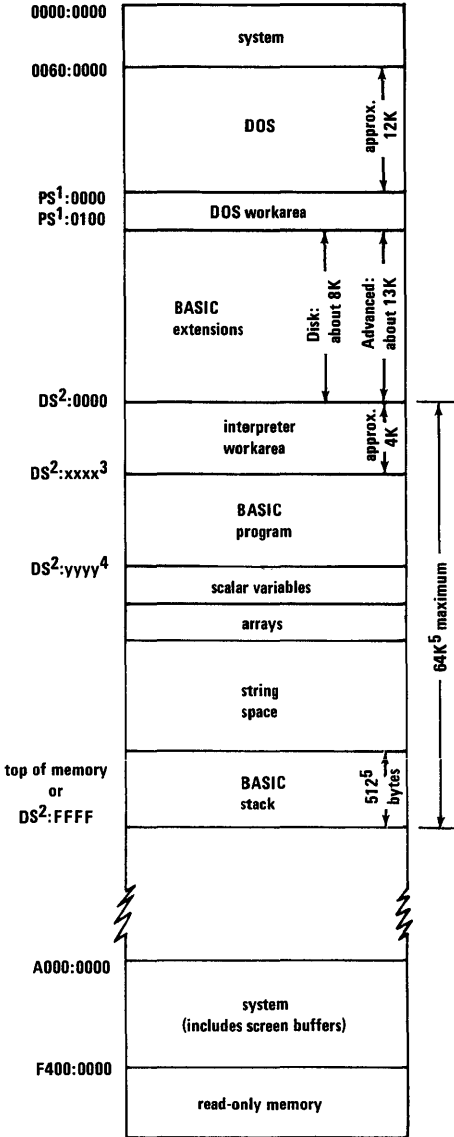 0000:0000
system
0060:0000
DOS
approx.
12K
PS¹:0000
PS¹:0100
DOS workarea
BASIC
extensions
Disk:
about 8K
Advanced:
about 13K
DS²:0000
interpreter
workarea
approx.
4K
DS²:xxxx³
BASIC
program
DS²:yyyy⁴
scalar variables
arrays
64K⁵ maximum
string
space
top of memory
or
DS²:FFFF
BASIC
stack
512⁵
bytes
A000:0000
system
(includes screen buffers)
F400:0000
read-only memory